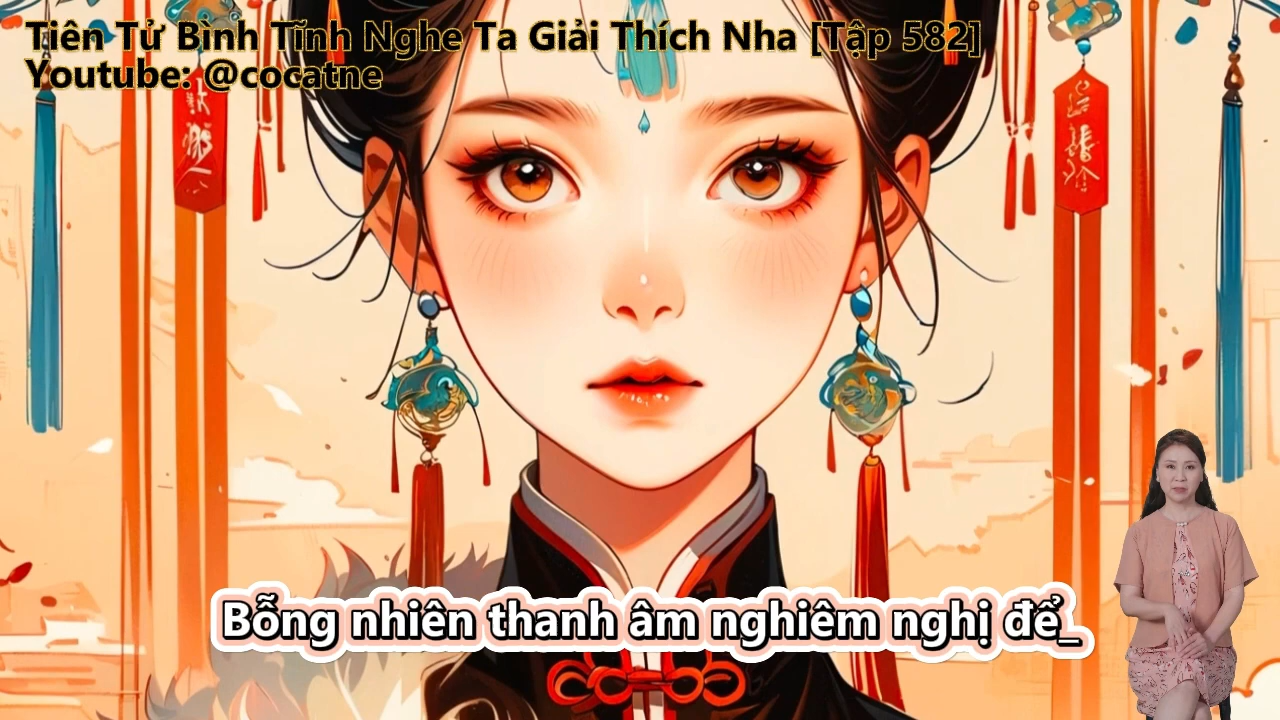 Tiên Tử Bình Tĩnh Nghe Ta Giải Thích Nha [Tập 582]
Youtube: @cocatne
Bỗng nhiên thanh âm nghiêm nghị để_